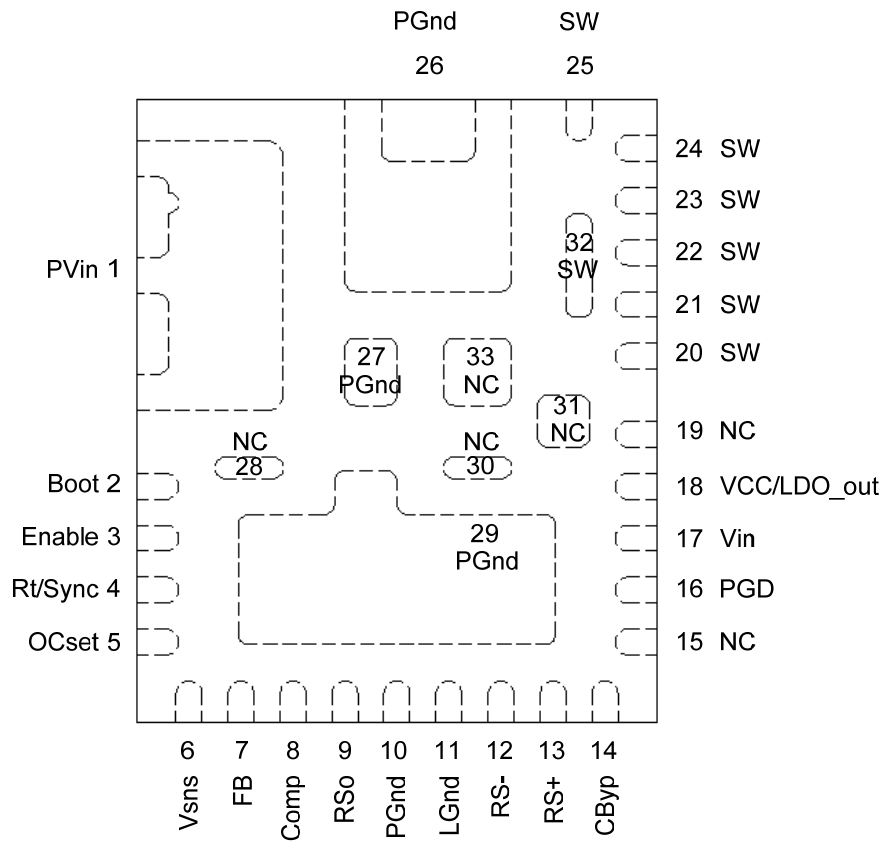 PGnd
SW
26
25
24 SW
23 SW
32
SW
22 SW
PVin 1
21 SW
27
PGnd
33
NC
20 SW
31
NC
19 NC
NC
28
NC
30
Boot 2
18 VCC/LDO_out
29
PGnd
Enable 3
17 Vin
Rt/Sync 4
16 PGD
OCset 5
15 NC
6
7
8
9
10
11
12
13
14
Vsns
FB
Comp
RSo
PGnd
LGnd
RS-
RS+
CByp